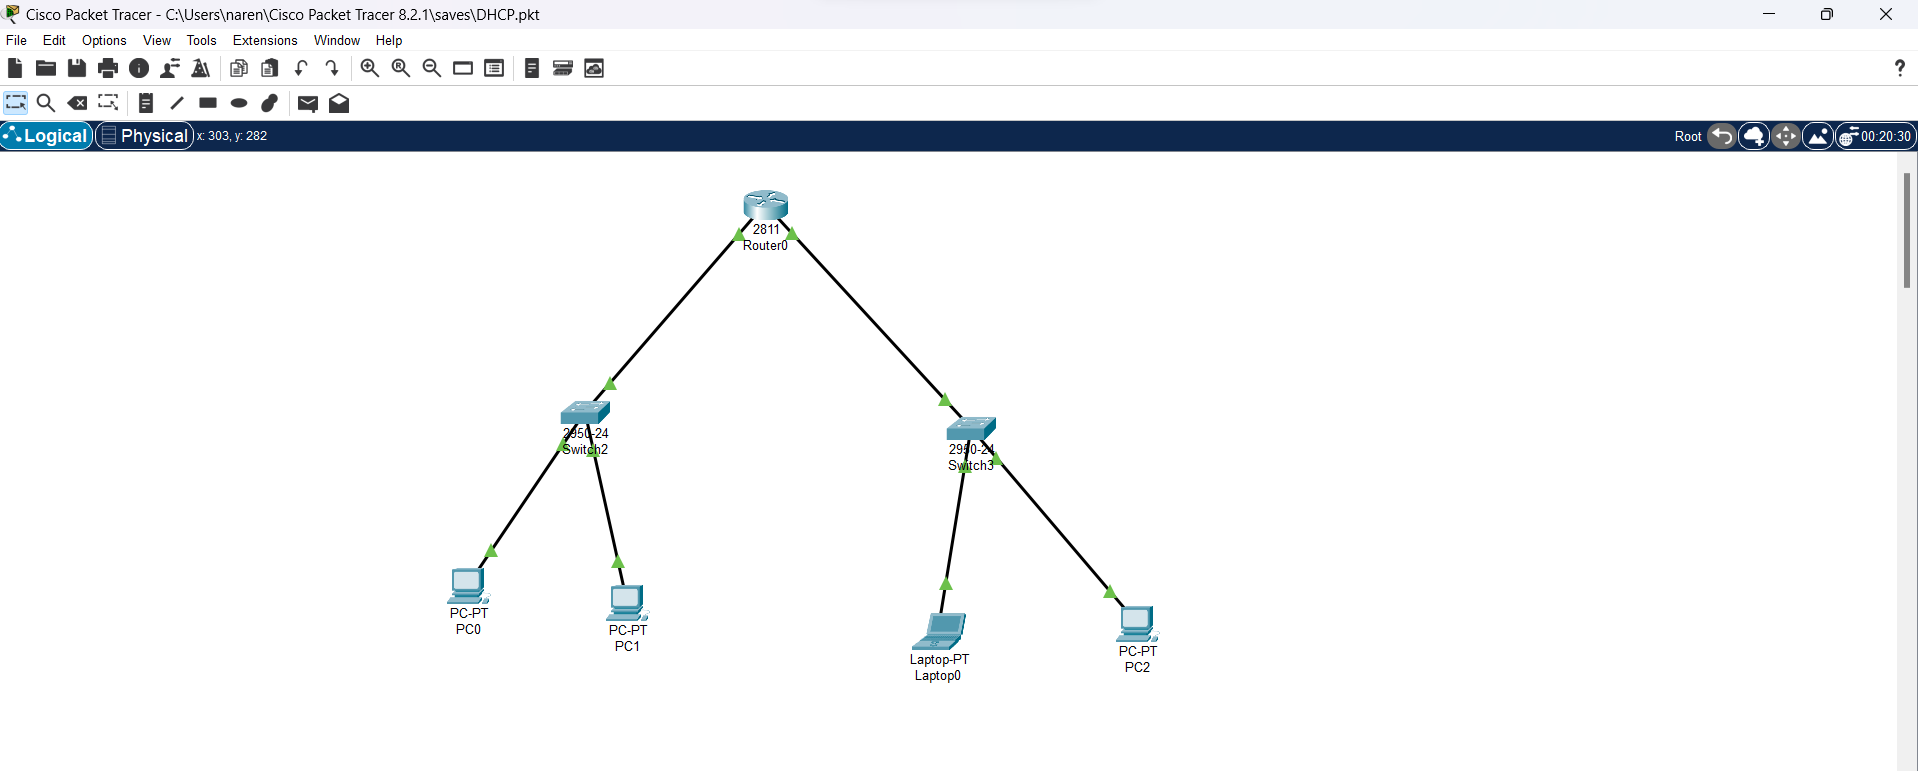 Cisco Packet Tracer - C:\Users\naren\Cisco Packet Tracer 8.2.1\saves\DHCP.pkt
File Edit Options View Tools Extensions Window Help
?
Logical Physical x: 303, y: 282 Root 00:20:30
2811
Router0
2950-24
Switch2
2950-24
Switch3
PC-PT
PC0
PC-PT
PC1
Laptop-PT
Laptop0
PC-PT
PC2